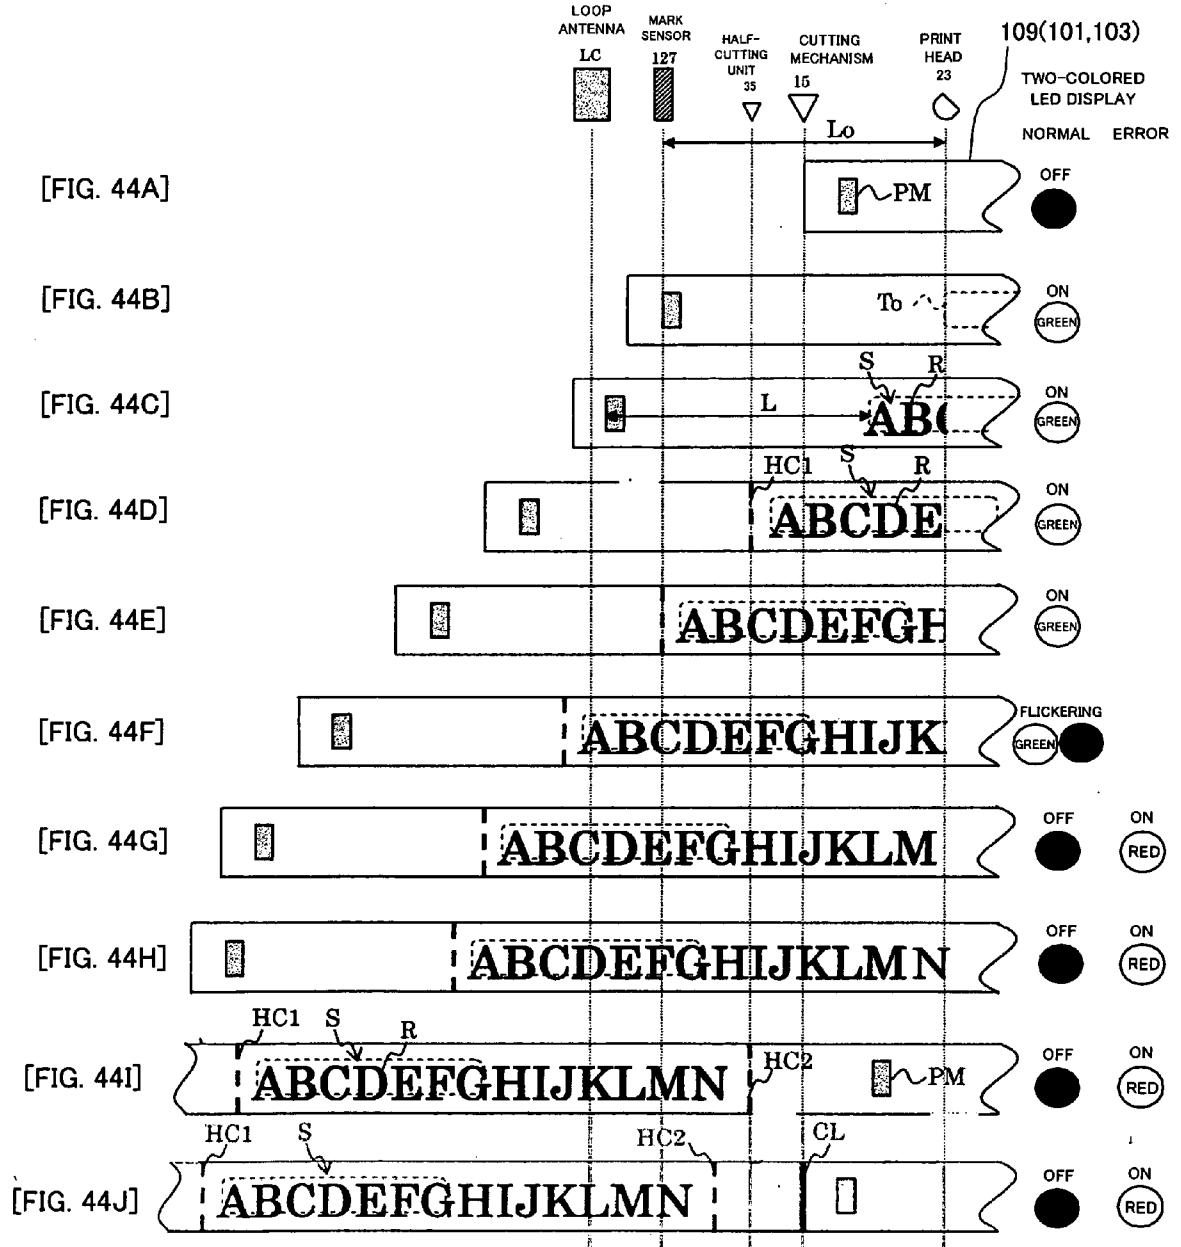 LOOP
ANTENNA
LC
MARK
SENSOR
127
HALF-
CUTTING
UNIT
35
CUTTING
MECHANISM
15
PRINT
HEAD
23
109(101,103)
TWO-COLORED
LED DISPLAY
NORMAL ERROR
Lo
[FIG. 44A]
PM
OFF
[FIG. 44B]
To
ON
GREEN
[FIG. 44C]
L
S
R
ABC
ON
GREEN
[FIG. 44D]
HC1
S
R
ABCDE
ON
GREEN
[FIG. 44E]
ABCDEFGH
ON
GREEN
[FIG. 44F]
ABCDEFGHIJK
FLICKERING
GREEN
[FIG. 44G]
ABCDEFGHIJKLM
OFF ON
RED
[FIG. 44H]
ABCDEFGHIJKLMN
OFF ON
RED
[FIG. 44I]
HC1 S R
ABCDEFGHIJKLMN
HC2
PM
OFF ON
RED
[FIG. 44J]
HC1 S HC2 CL
ABCDEFGHIJKLMN
OFF ON
RED